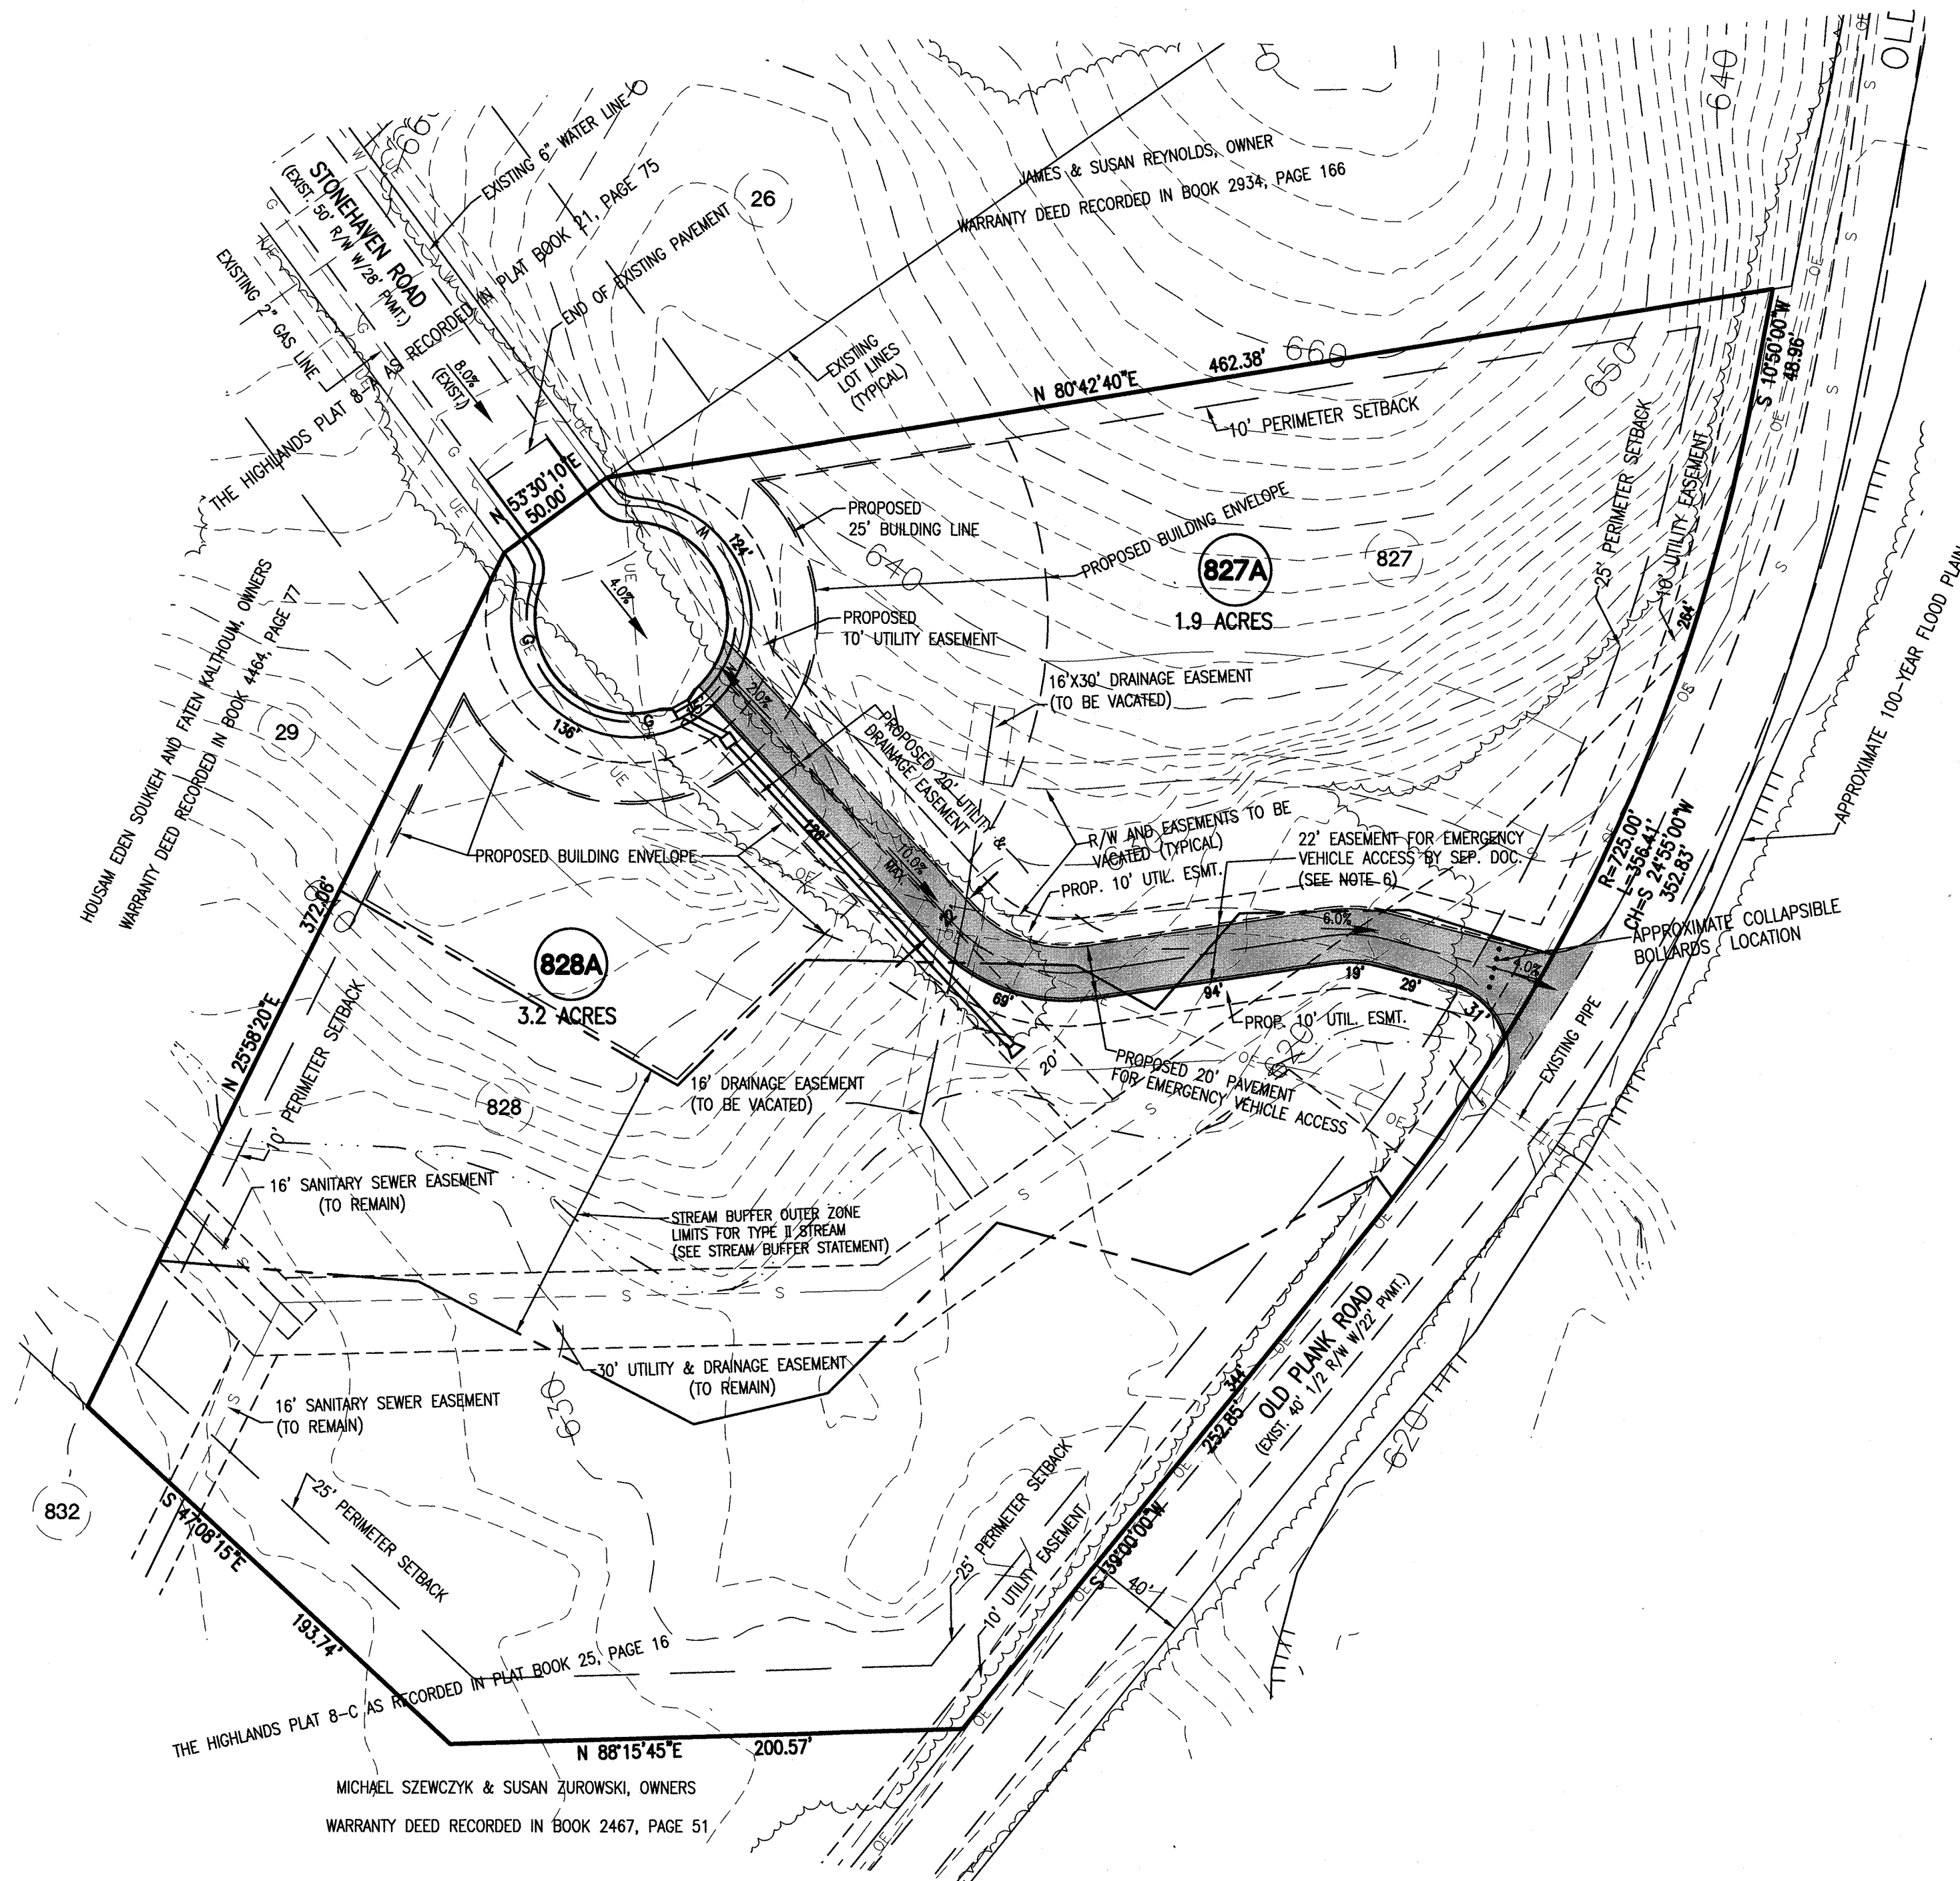 OLD
640
660
EXISTING 6" WATER LINE
STONEHAVEN ROAD
(EXIST. 50' R/W W/28' PVMT.)
EXISTING 2" GAS LINE
THE HIGHLANDS PLAT 8-A AS RECORDED IN PLAT BOOK 21, PAGE 75
END OF EXISTING PAVEMENT
26
JAMES & SUSAN REYNOLDS, OWNER
WARRANTY DEED RECORDED IN BOOK 2934, PAGE 166
8.0%
(EXIST.)
EXISTING
LOT LINES
(TYPICAL)
N 80°42'40"E
462.38'
660
650
10' PERIMETER SETBACK
S 10°50'00"W
48.96'
N 53°30'10"E
50.00'
PROPOSED
25' BUILDING LINE
640
PROPOSED BUILDING ENVELOPE
827A
1.9 ACRES
827
25' PERIMETER SETBACK
10' UTILITY EASEMENT
264'
124'
4.0%
PROPOSED
10' UTILITY EASEMENT
16'X30' DRAINAGE EASEMENT
(TO BE VACATED)
HOUSAM EDEN SOUKIEH AND FATEN KALTHOUM, OWNERS
WARRANTY DEED RECORDED IN BOOK 4464, PAGE 77
29
136'
2.0%
PROPOSED 20' UTILITY &
DRAINAGE EASEMENT
APPROXIMATE 100-YEAR FLOOD PLAIN
R=725.00'
L=356.41'
CH=S 24°55'00"W
352.83'
PROPOSED BUILDING ENVELOPE
10.0%
MAX.
R/W AND EASEMENTS TO BE
VACATED (TYPICAL)
PROP. 10' UTIL. ESMT.
22' EASEMENT FOR EMERGENCY
VEHICLE ACCESS BY SEP. DOC.
(SEE NOTE 6)
372.06'
22'
6.0%
4.0%
APPROXIMATE COLLAPSIBLE
BOLLARDS LOCATION
828A
3.2 ACRES
69'
94'
19'
29'
31'
PROP. 10' UTIL. ESMT.
620
EXISTING PIPE
N 25°58'20"E
10' PERIMETER SETBACK
20'
PROPOSED 20' PAVEMENT
FOR EMERGENCY VEHICLE ACCESS
828
16' DRAINAGE EASEMENT
(TO BE VACATED)
16' SANITARY SEWER EASEMENT
(TO REMAIN)
STREAM BUFFER OUTER ZONE
LIMITS FOR TYPE II STREAM
(SEE STREAM BUFFER STATEMENT)
30' UTILITY & DRAINAGE EASEMENT
(TO REMAIN)
16' SANITARY SEWER EASEMENT
(TO REMAIN)
630
344'
252.85'
OLD PLANK ROAD
(EXIST. 40' 1/2 R/W W/22' PVMT.)
620
832
S 47°08'15"E
193.74'
25' PERIMETER SETBACK
25' PERIMETER SETBACK
10' UTILITY EASEMENT
S 39°00'00"W
40'
THE HIGHLANDS PLAT 8-C AS RECORDED IN PLAT BOOK 25, PAGE 16
N 88°15'45"E
200.57'
MICHAEL SZEWCZYK & SUSAN ZUROWSKI, OWNERS
WARRANTY DEED RECORDED IN BOOK 2467, PAGE 51